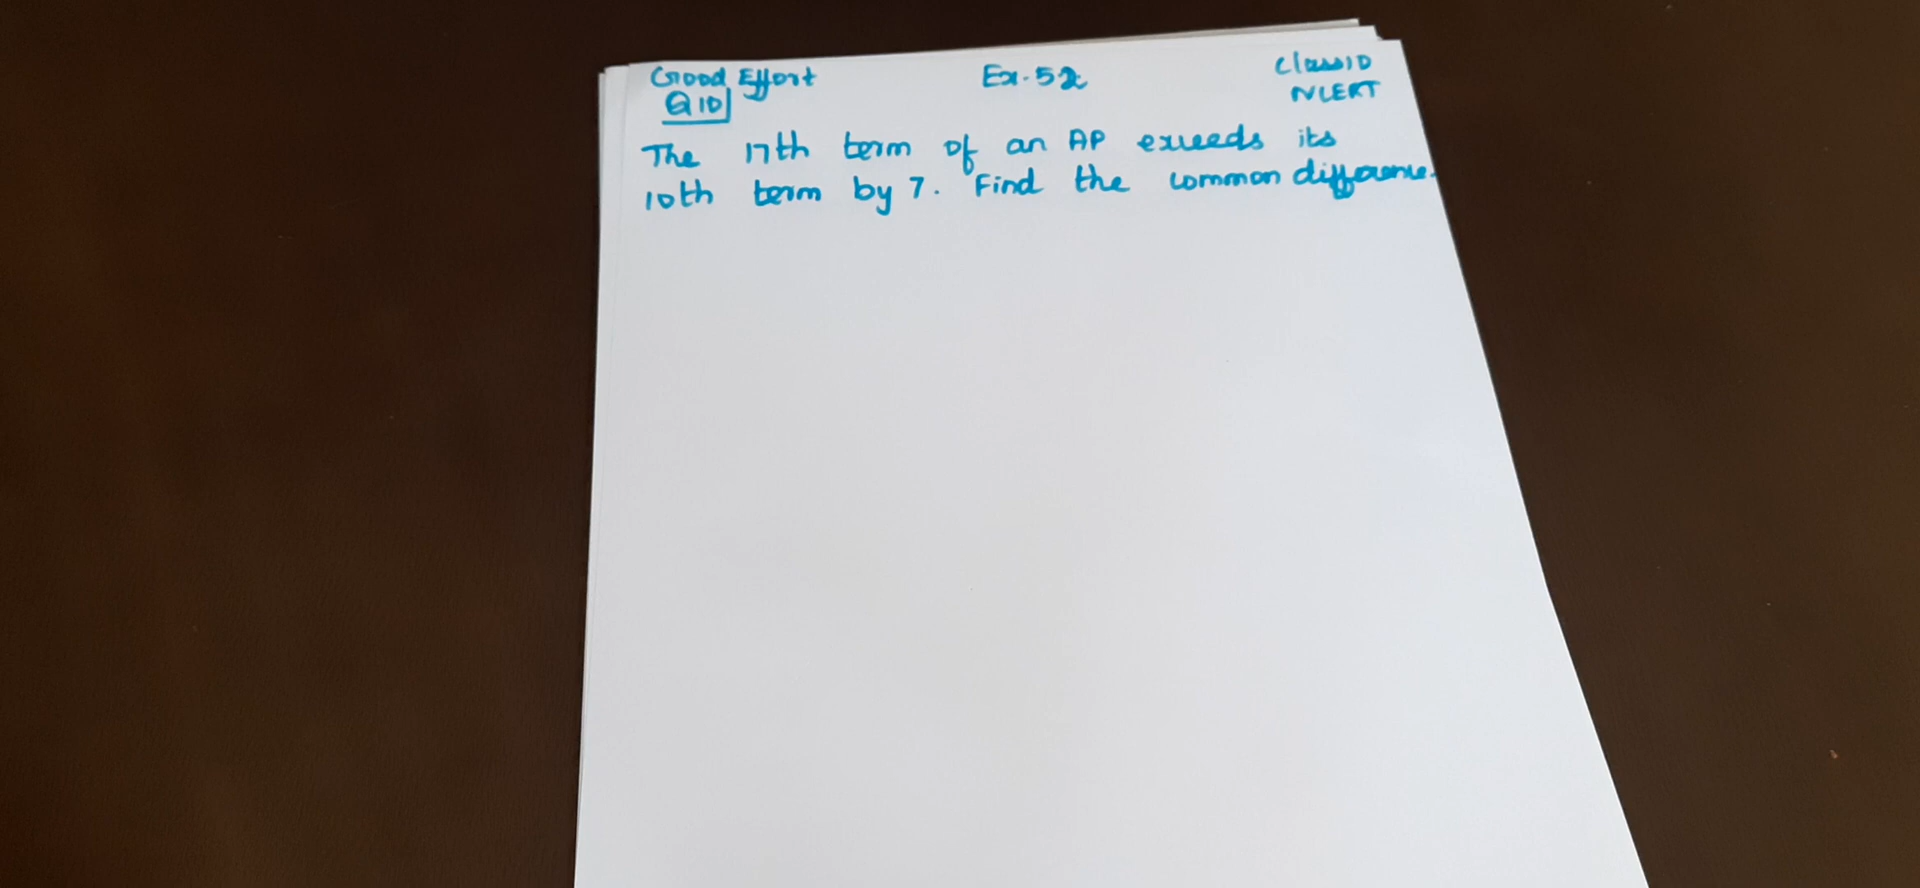 Good Effort Ex. 5.2 Class 10
Q 10 NCERT
The 17th term of an AP exceeds its
10th term by 7. Find the common difference.